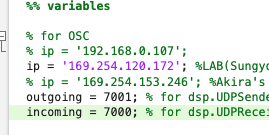 %% variables
% for OSC
% ip = '192.168.0.107';
ip = '169.254.120.172'; %LAB(Sungyo
% ip = '169.254.153.246'; %Akira's
outgoing = 7001; % for dsp.UDPSende
incoming = 7000; % for dsp.UDPRecei